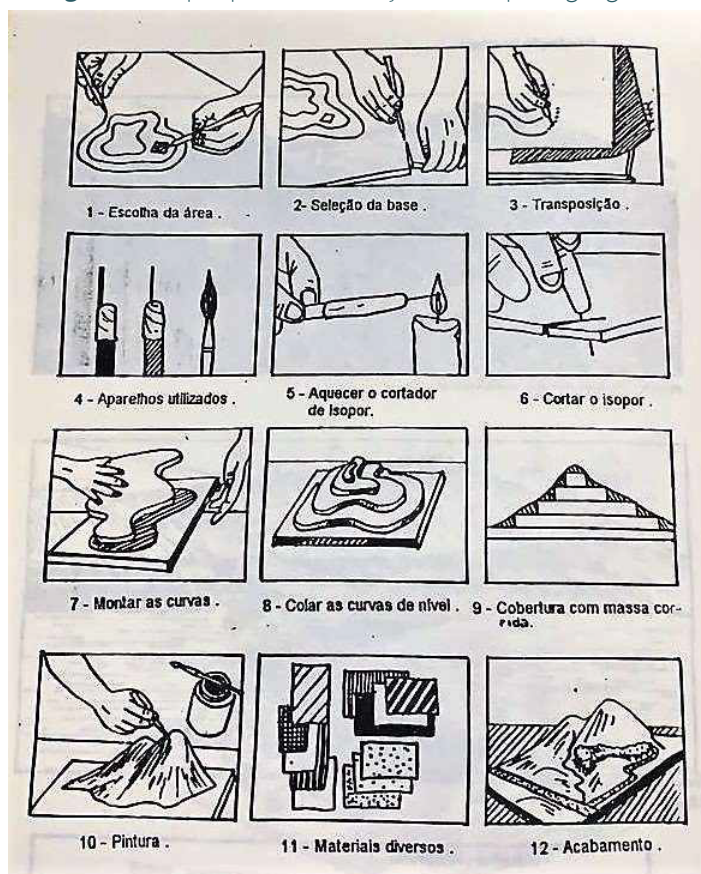 1 - Escolha da área .
2- Seleção da base .
3 - Transposição .
4 - Aparelhos utilizados .
5 - Aquecer o cortador
de Isopor.
6 - Cortar o isopor .
7 - Montar as curvas .
8 - Colar as curvas de nível .
9 - Cobertura com massa cor-
rida.
10 - Pintura .
11 - Materiais diversos .
12 - Acabamento .